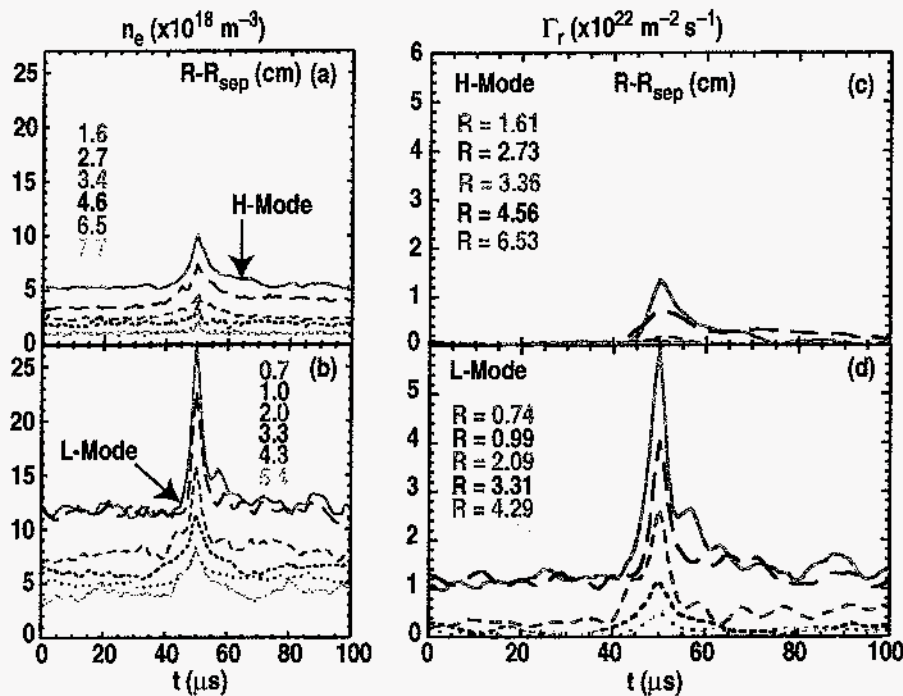 n_e (x10^18 m^−3)
Γ_r (x10^22 m^−2 s^−1)
25
20
15
10
5
0
R-R_sep (cm) (a)
1.6
2.7
3.4
4.6
6.5
7.7
H-Mode
6
5
4
3
2
1
0
H-Mode R-R_sep (cm) (c)
R = 1.61
R = 2.73
R = 3.36
R = 4.56
R = 6.53
25
20
15
10
5
0
(b)
0.7
1.0
2.0
3.3
4.3
L-Mode
5
4
3
2
1
0
L-Mode (d)
R = 0.74
R = 0.99
R = 2.09
R = 3.31
R = 4.29
0 20 40 60 80 100
t (μs)
0 20 40 60 80 100
t (μs)